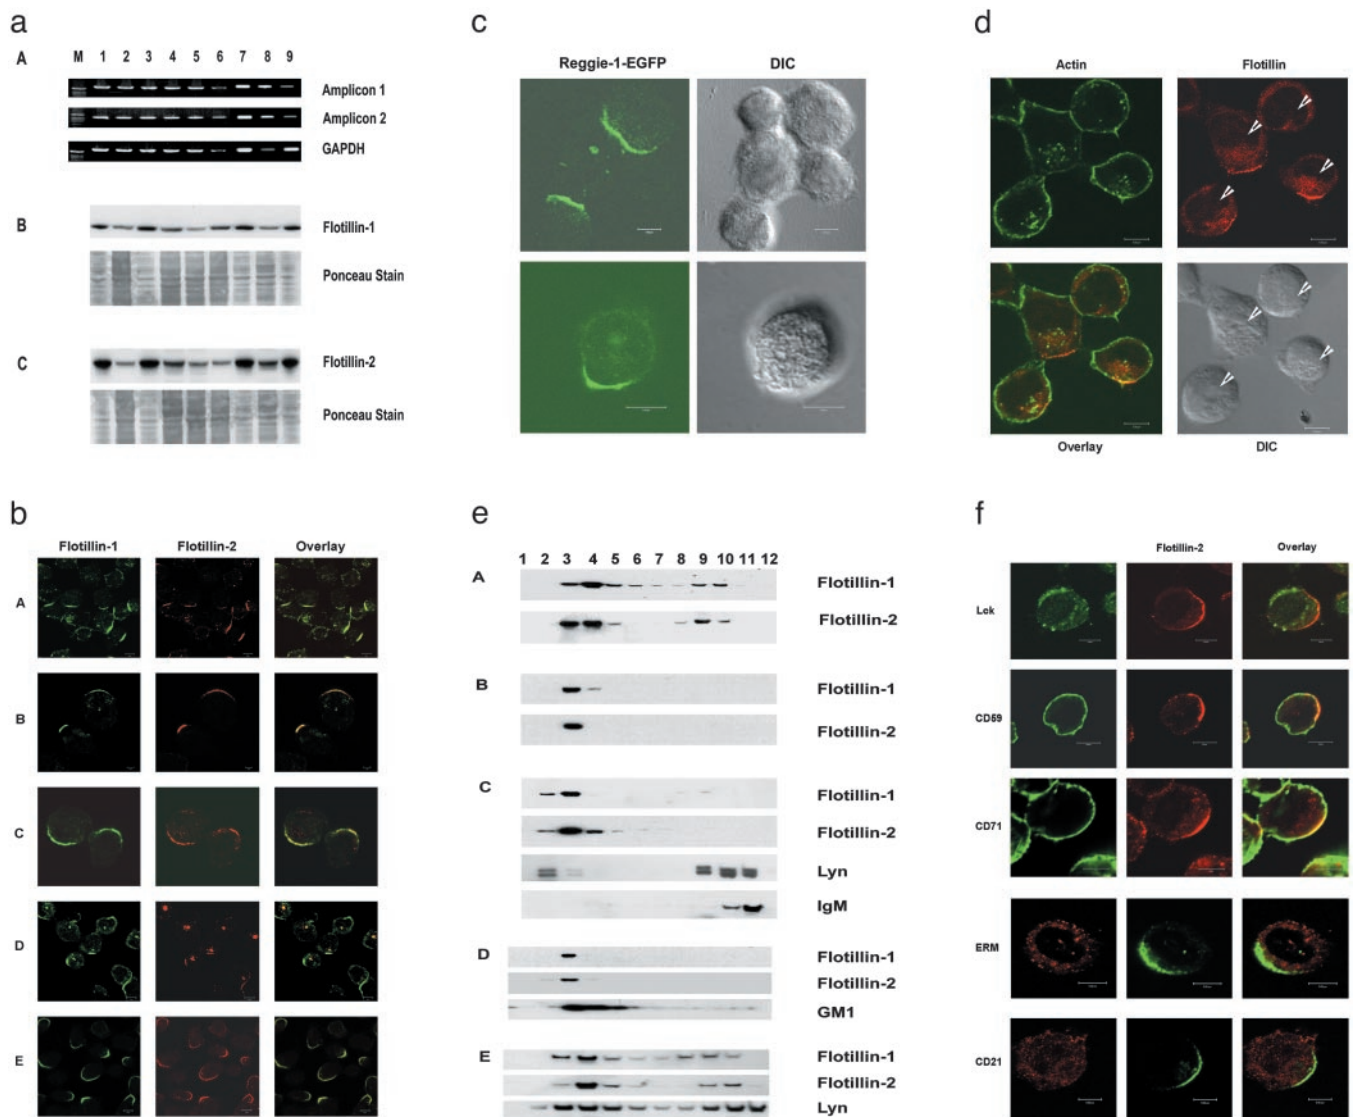 a
A
M 1 2 3 4 5 6 7 8 9
Amplicon 1
Amplicon 2
GAPDH
B
Flotillin-1
Ponceau Stain
C
Flotillin-2
Ponceau Stain
b
Flotillin-1 Flotillin-2 Overlay
A
B
C
D
E
c
Reggie-1-EGFP DIC
d
Actin Flotillin
Overlay DIC
e
1 2 3 4 5 6 7 8 9 10 11 12
A
Flotillin-1
Flotillin-2
B
Flotillin-1
Flotillin-2
C
Flotillin-1
Flotillin-2
Lyn
IgM
D
Flotillin-1
Flotillin-2
GM1
E
Flotillin-1
Flotillin-2
Lyn
f
Flotillin-2 Overlay
Lck
CD59
CD71
ERM
CD21